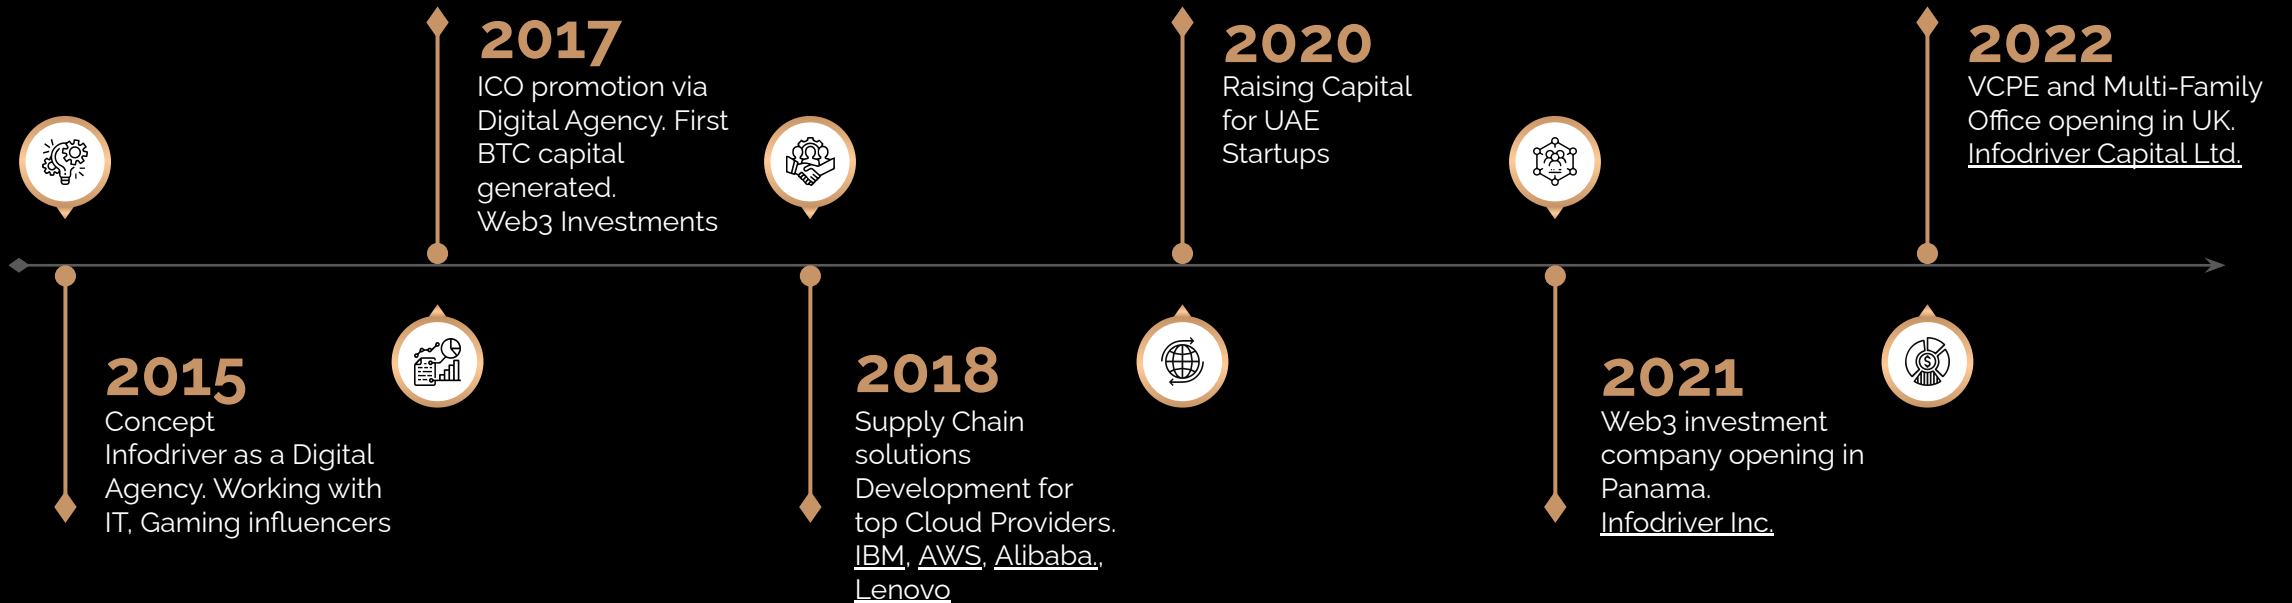 2017
ICO promotion via
Digital Agency. First
BTC capital
generated.
Web3 Investments
2020
Raising Capital
for UAE
Startups
2022
VCPE and Multi-Family
Office opening in UK.
Infodriver Capital Ltd.
2015
Concept
Infodriver as a Digital
Agency. Working with
IT, Gaming influencers
2018
Supply Chain
solutions
Development for
top Cloud Providers.
IBM, AWS, Alibaba.,
Lenovo
2021
Web3 investment
company opening in
Panama.
Infodriver Inc.